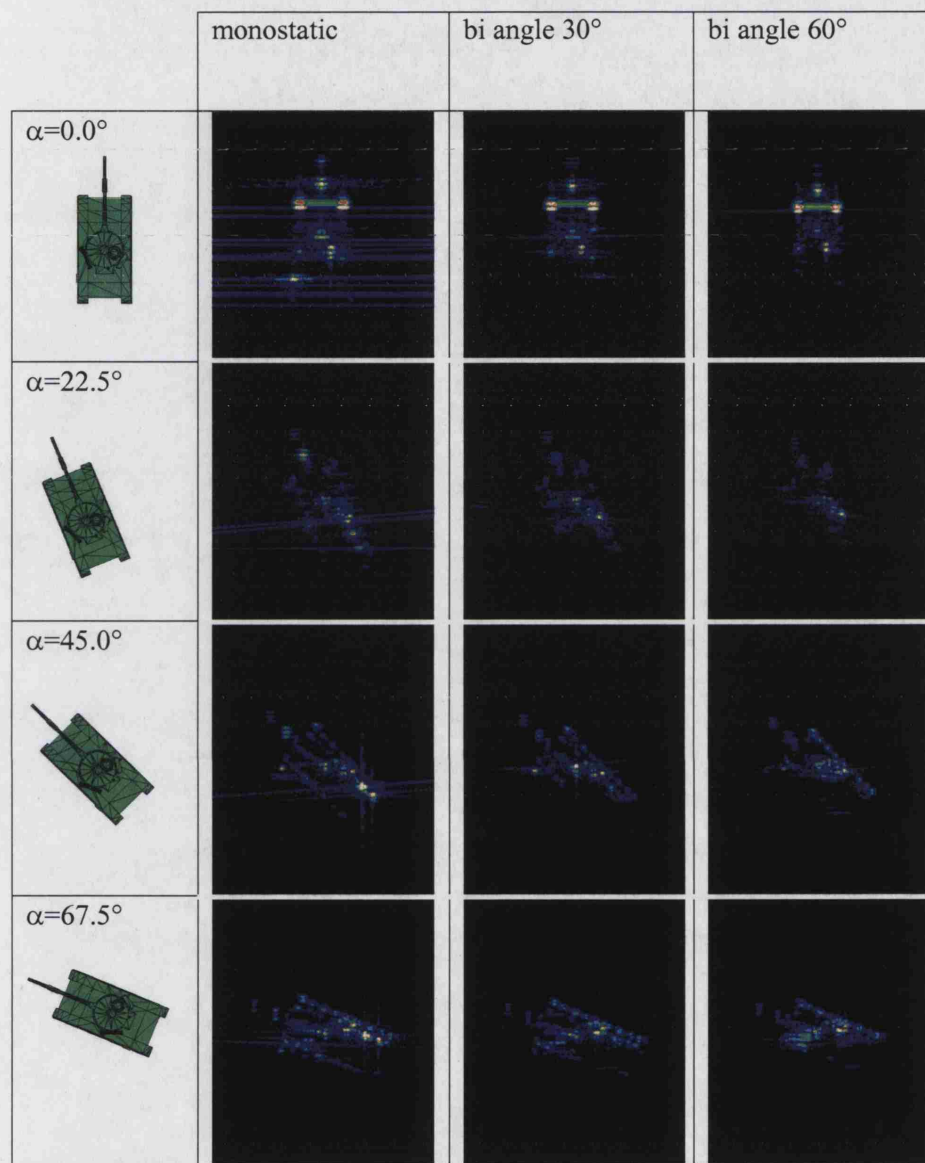 monostatic
bi angle 30°
bi angle 60°
α=0.0°
α=22.5°
α=45.0°
α=67.5°